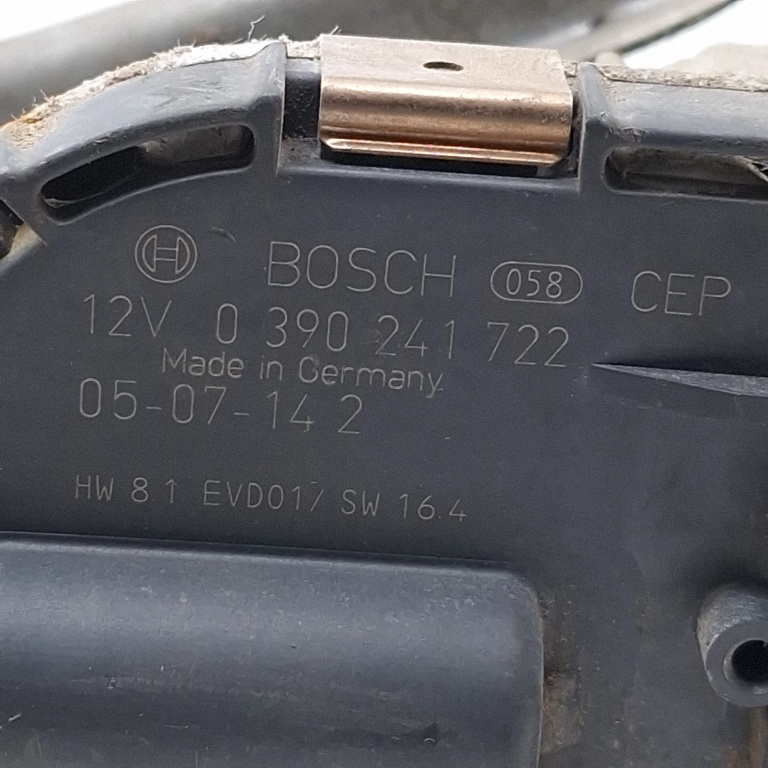 BOSCH 058 CEP
12V 0 390 241 722
Made in Germany
05-07-14 2
HW 8.1 EVD017 SW 16.4